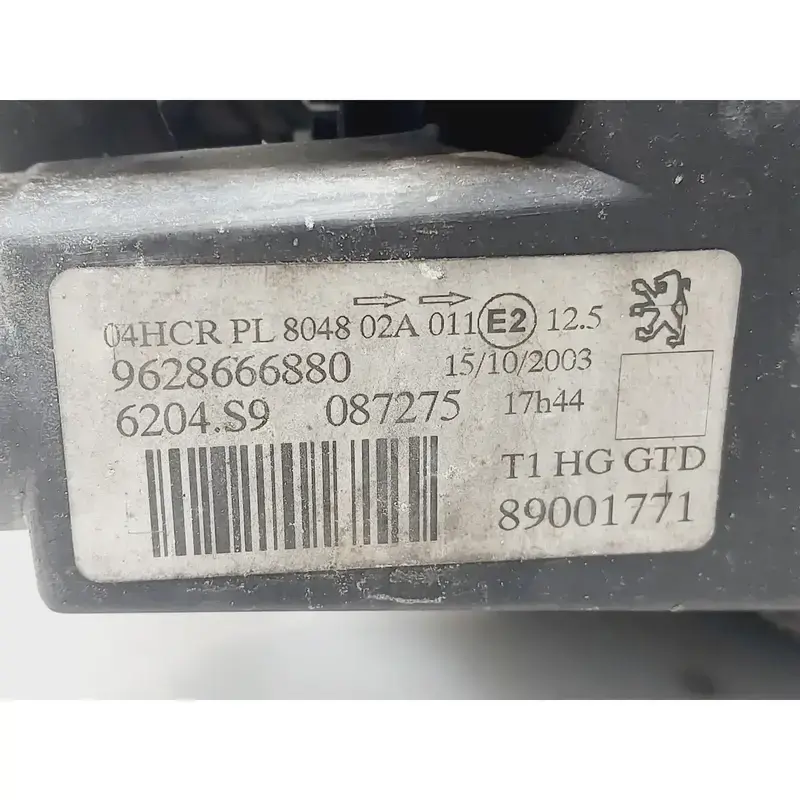 04HCR PL 8048 02A 011 E2 12.5
9628666880 15/10/2003
6204.S9 087275 17h44
T1 HG GTD
89001771